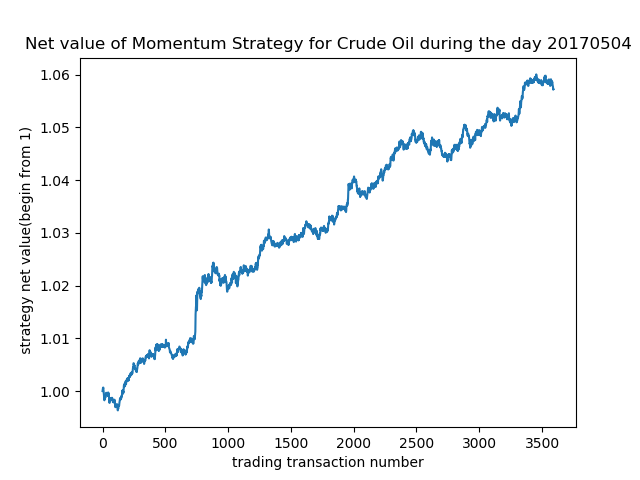 Net value of Momentum Strategy for Crude Oil during the day 20170504
1.06
1.05
1.04
1.03
1.02
1.01
1.00
strategy net value(begin from 1)
0 500 1000 1500 2000 2500 3000 3500
trading transaction number